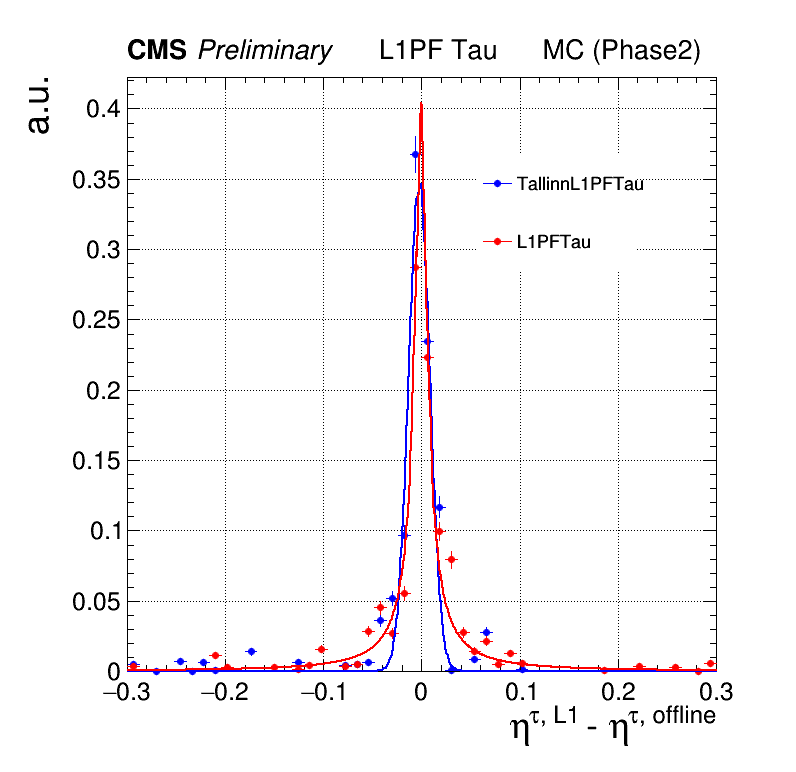 CMS Preliminary L1PF Tau MC (Phase2)
a.u.
0.4
0.35
0.3
0.25
0.2
0.15
0.1
0.05
0
TallinnL1PFTau
L1PFTau
−0.3 −0.2 −0.1 0 0.1 0.2 0.3
η^τ, L1 - η^τ, offline